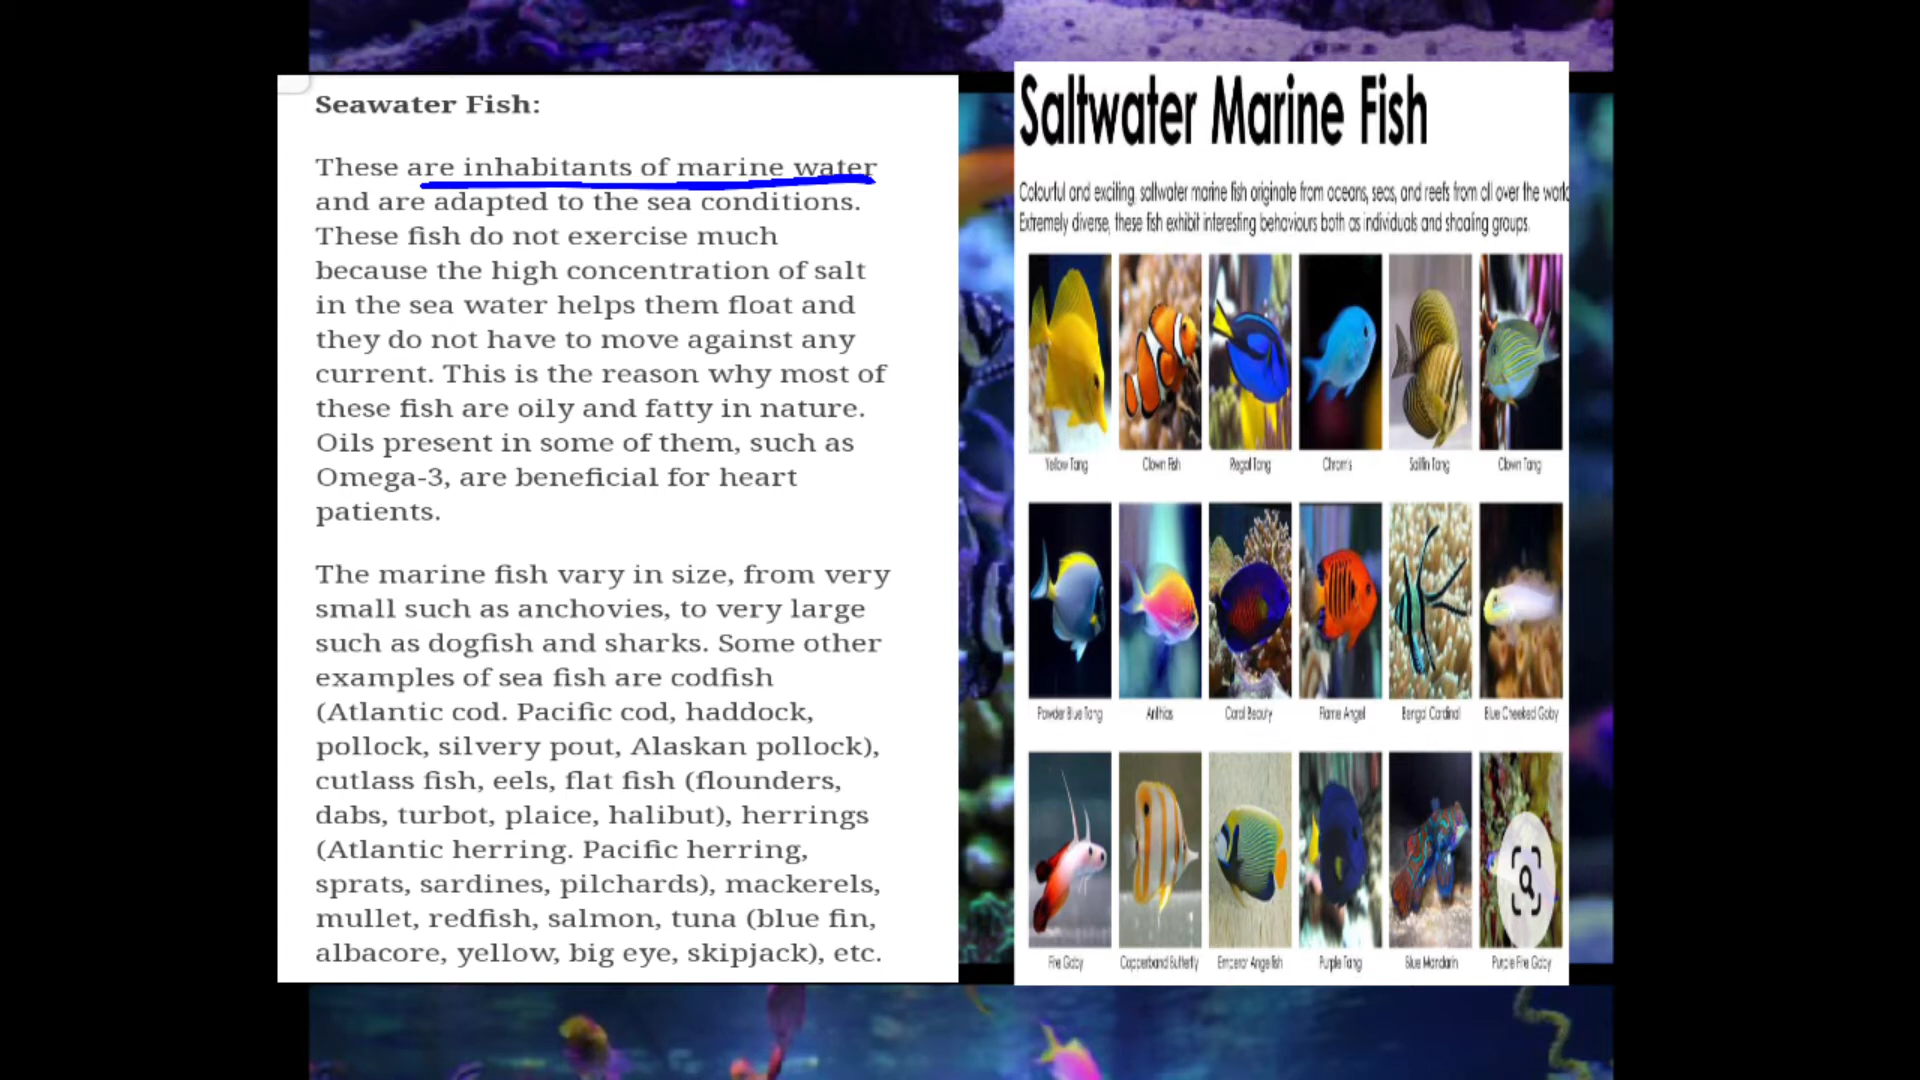 Seawater Fish:
These are inhabitants of marine water
and are adapted to the sea conditions.
These fish do not exercise much
because the high concentration of salt
in the sea water helps them float and
they do not have to move against any
current. This is the reason why most of
these fish are oily and fatty in nature.
Oils present in some of them, such as
Omega-3, are beneficial for heart
patients.
The marine fish vary in size, from very
small such as anchovies, to very large
such as dogfish and sharks. Some other
examples of sea fish are codfish
(Atlantic cod. Pacific cod, haddock,
pollock, silvery pout, Alaskan pollock),
cutlass fish, eels, flat fish (flounders,
dabs, turbot, plaice, halibut), herrings
(Atlantic herring. Pacific herring,
sprats, sardines, pilchards), mackerels,
mullet, redfish, salmon, tuna (blue fin,
albacore, yellow, big eye, skipjack), etc.
Saltwater Marine Fish
Colourful and exciting, saltwater marine fish originate from oceans, seas, and reefs from all over the world
Extremely diverse, these fish exhibit interesting behaviours both as individuals and shoaling groups.
Yellow Tang Clown Fish Regal Tang Chromis Sailfin Tang Clown Tang
Powder Blue Tang Anthias Coral Beauty Flame Angel Bengai Cardinal Blue Cheeked Goby
Fire Goby Copperband Butterfly Emperor Angelfish Purple Tang Blue Mandarin Purple Fire Goby